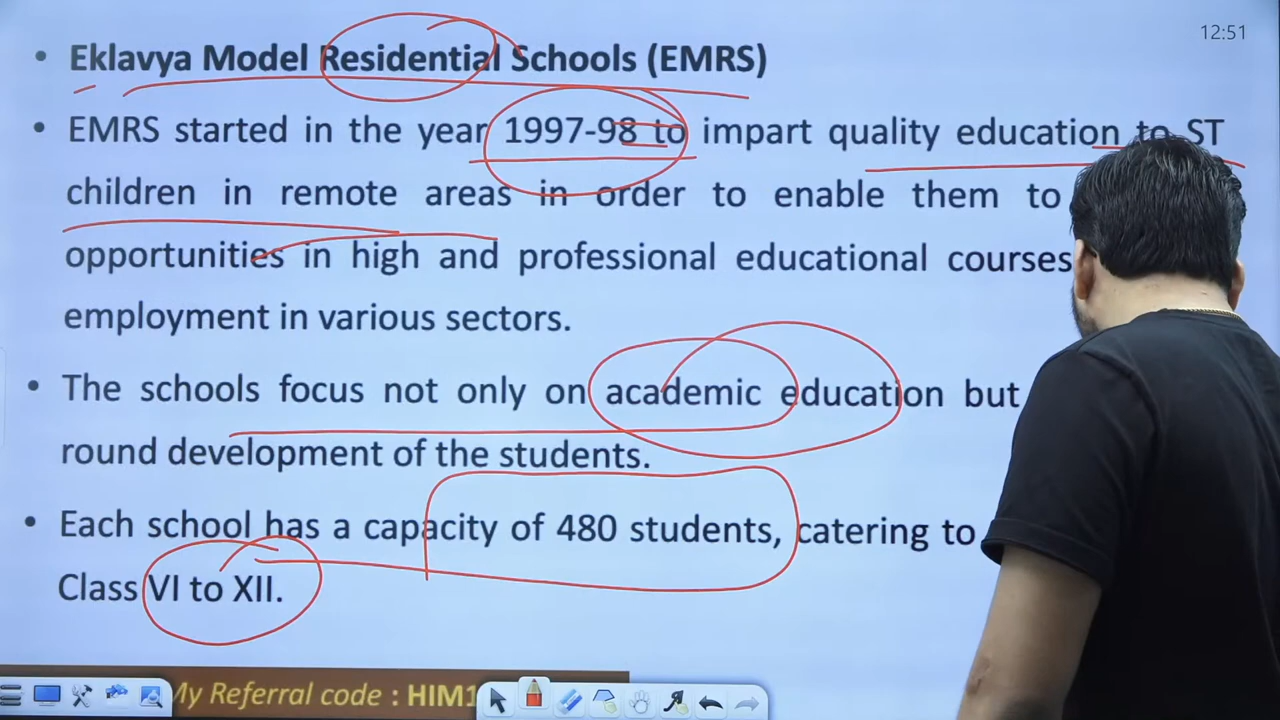 12:51
• Eklavya Model Residential Schools (EMRS)
• EMRS started in the year 1997-98 to impart quality education to ST
children in remote areas in order to enable them to
opportunities in high and professional educational courses
employment in various sectors.
• The schools focus not only on academic education but
round development of the students.
• Each school has a capacity of 480 students, catering to
Class VI to XII.
My Referral code : HIM1